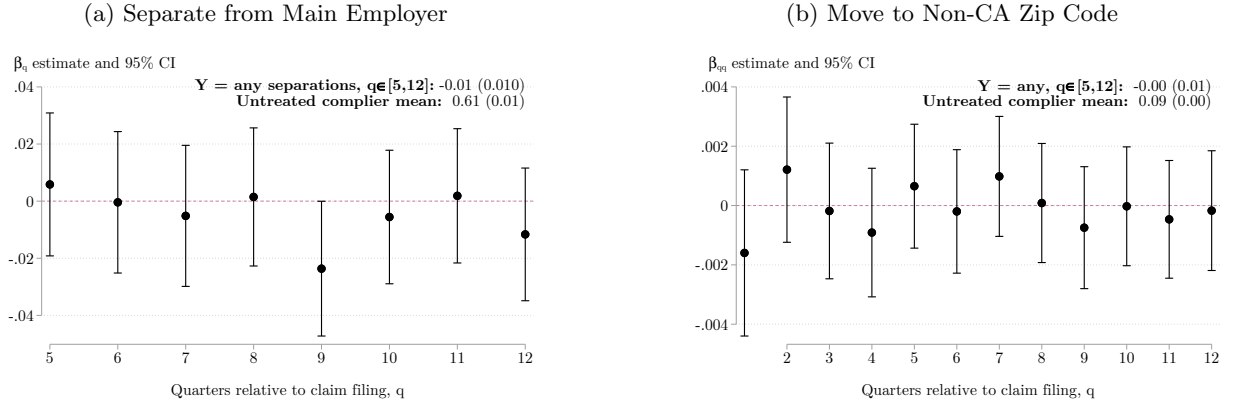 (a) Separate from Main Employer
β_q estimate and 95% CI
Y = any separations, q∈[5,12]: -0.01 (0.010)
Untreated complier mean: 0.61 (0.01)
.04
.02
0
-.02
-.04
5 6 7 8 9 10 11 12
Quarters relative to claim filing, q
(b) Move to Non-CA Zip Code
β_qq estimate and 95% CI
Y = any, q∈[5,12]: -0.00 (0.01)
Untreated complier mean: 0.09 (0.00)
.004
.002
0
-.002
-.004
2 3 4 5 6 7 8 9 10 11 12
Quarters relative to claim filing, q